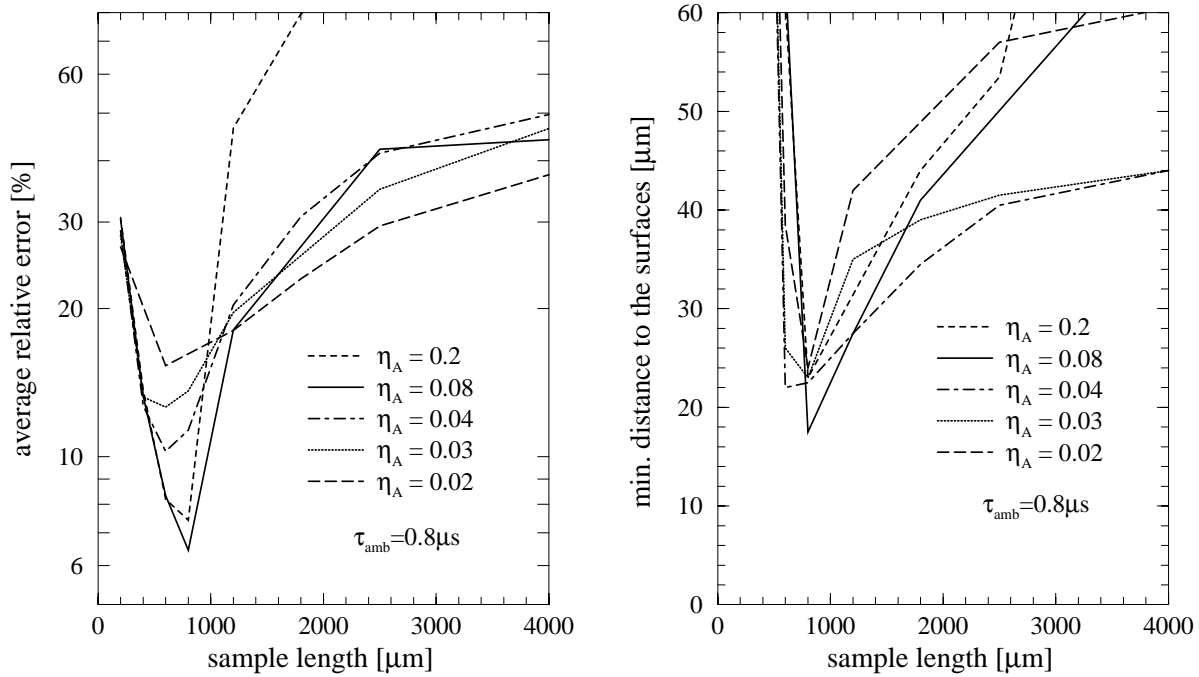 average relative error [%]
60
30
20
10
6
η_A = 0.2
η_A = 0.08
η_A = 0.04
η_A = 0.03
η_A = 0.02
τ_amb=0.8µs
0 1000 2000 3000 4000
sample length [µm]
min. distance to the surfaces [µm]
60
50
40
30
20
10
0
η_A = 0.2
η_A = 0.08
η_A = 0.04
η_A = 0.03
η_A = 0.02
τ_amb=0.8µs
0 1000 2000 3000 4000
sample length [µm]